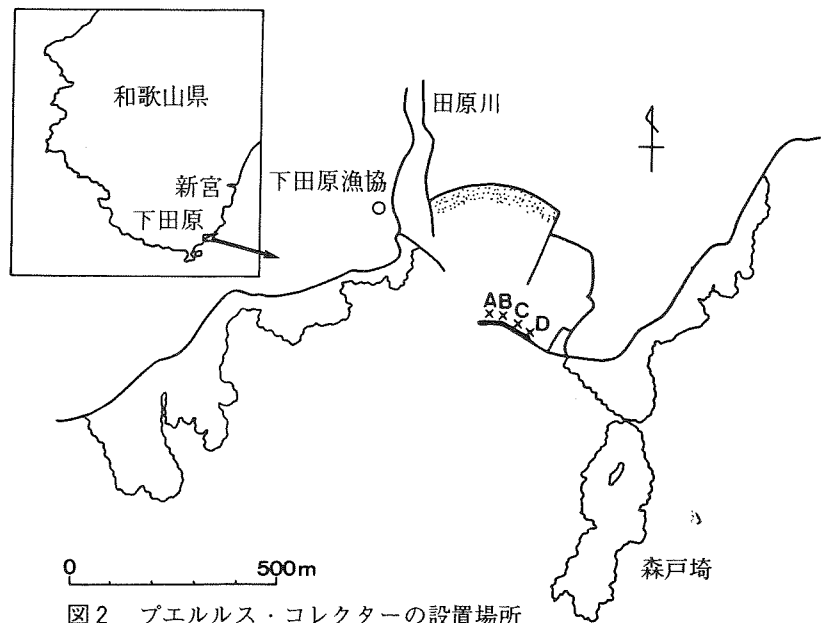 和歌山県
新宮
下田原
田原川
下田原漁協
A B C D
森戸埼
0 500m
図2 プエルルス・コレクターの設置場所